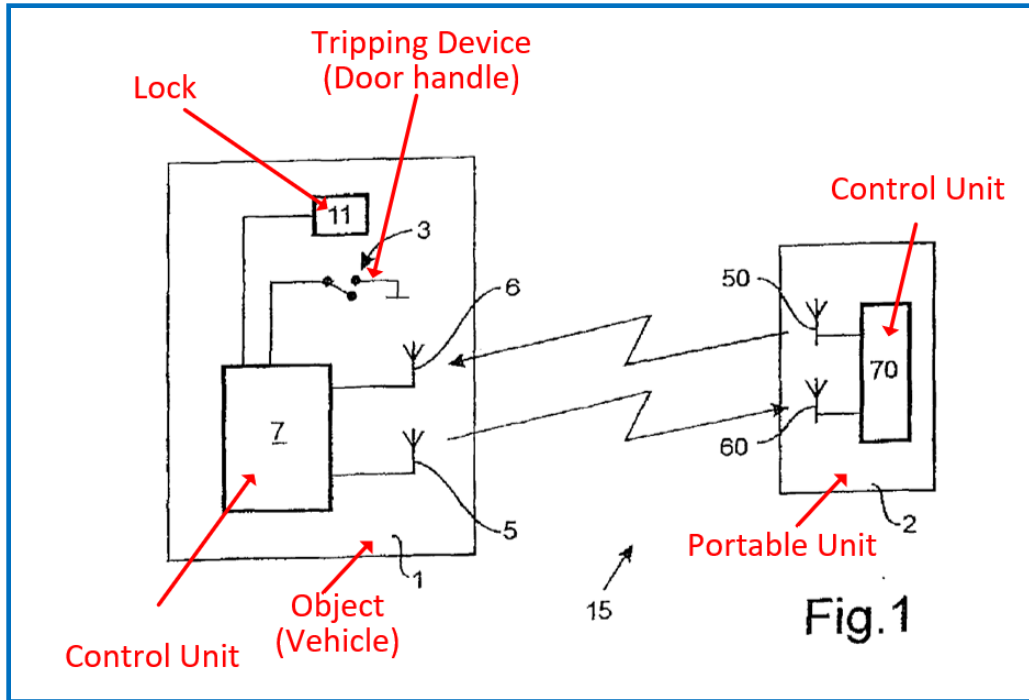 Tripping Device
(Door handle)
Lock
Control Unit
11
3
6
50
70
7
60
5
2
1
Portable Unit
15
Object
(Vehicle)
Control Unit
Fig.1